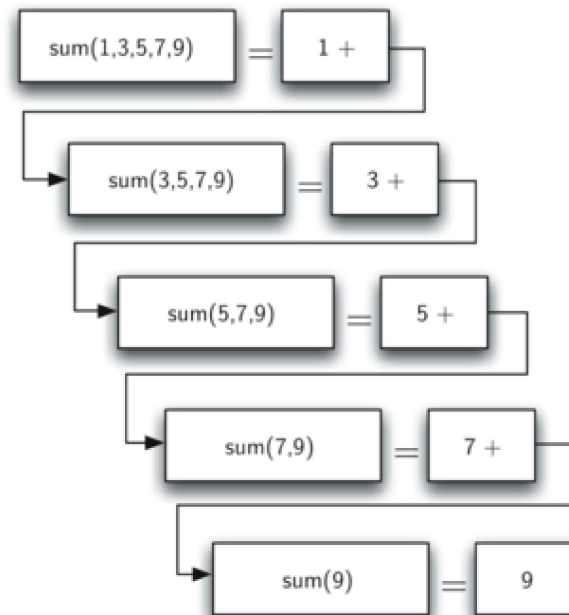 sum(1,3,5,7,9) = 1 +
sum(3,5,7,9) = 3 +
sum(5,7,9) = 5 +
sum(7,9) = 7 +
sum(9) = 9